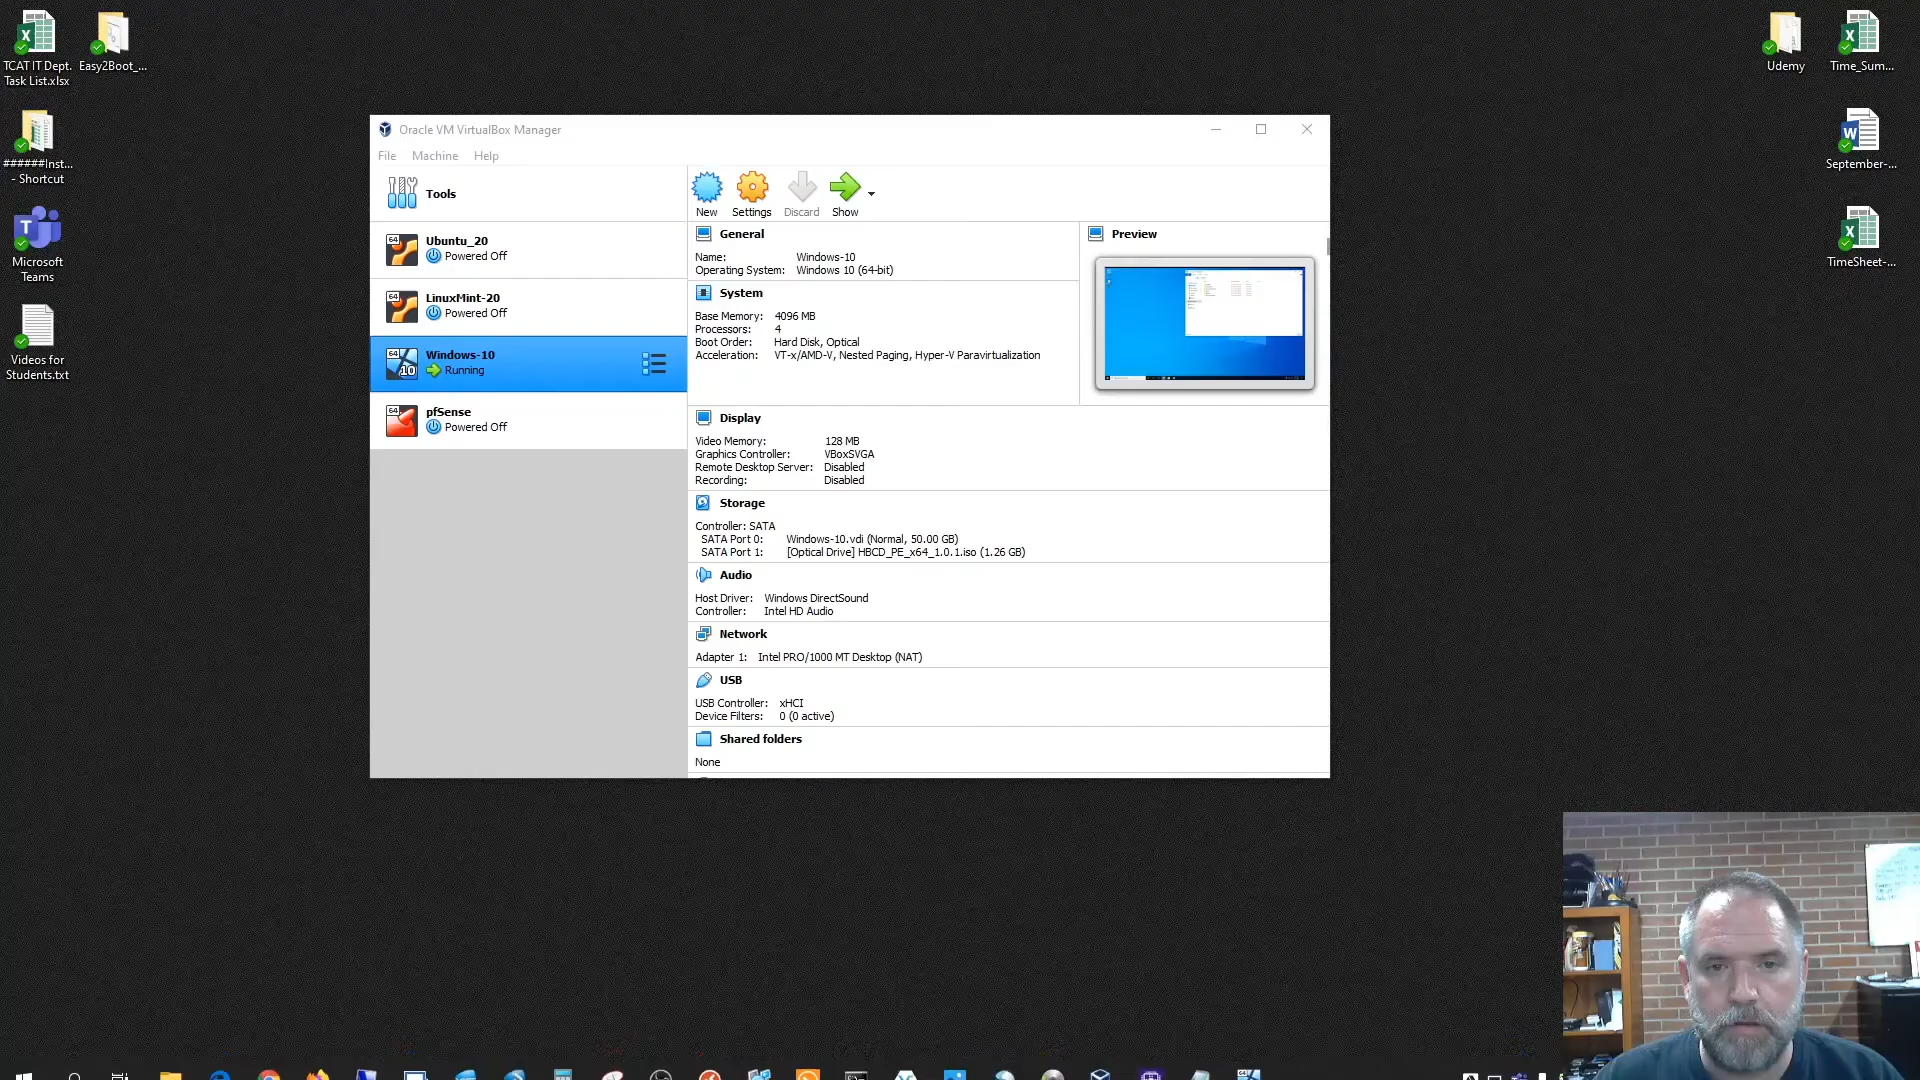 TCAT IT Dept.
Task List.xlsx
Easy2Boot_...
######Inst...
- Shortcut
Microsoft
Teams
Videos for
Students.txt
Udemy
Time_Sum...
September-...
TimeSheet-...
Oracle VM VirtualBox Manager
File Machine Help
Tools
New Settings Discard Show
Ubuntu_20
Powered Off
LinuxMint-20
Powered Off
Windows-10
Running
pfSense
Powered Off
General
Name: Windows-10
Operating System: Windows 10 (64-bit)
System
Base Memory: 4096 MB
Processors: 4
Boot Order: Hard Disk, Optical
Acceleration: VT-x/AMD-V, Nested Paging, Hyper-V Paravirtualization
Preview
Display
Video Memory: 128 MB
Graphics Controller: VBoxSVGA
Remote Desktop Server: Disabled
Recording: Disabled
Storage
Controller: SATA
SATA Port 0: Windows-10.vdi (Normal, 50.00 GB)
SATA Port 1: [Optical Drive] HBCD_PE_x64_1.0.1.iso (1.26 GB)
Audio
Host Driver: Windows DirectSound
Controller: Intel HD Audio
Network
Adapter 1: Intel PRO/1000 MT Desktop (NAT)
USB
USB Controller: xHCI
Device Filters: 0 (0 active)
Shared folders
None